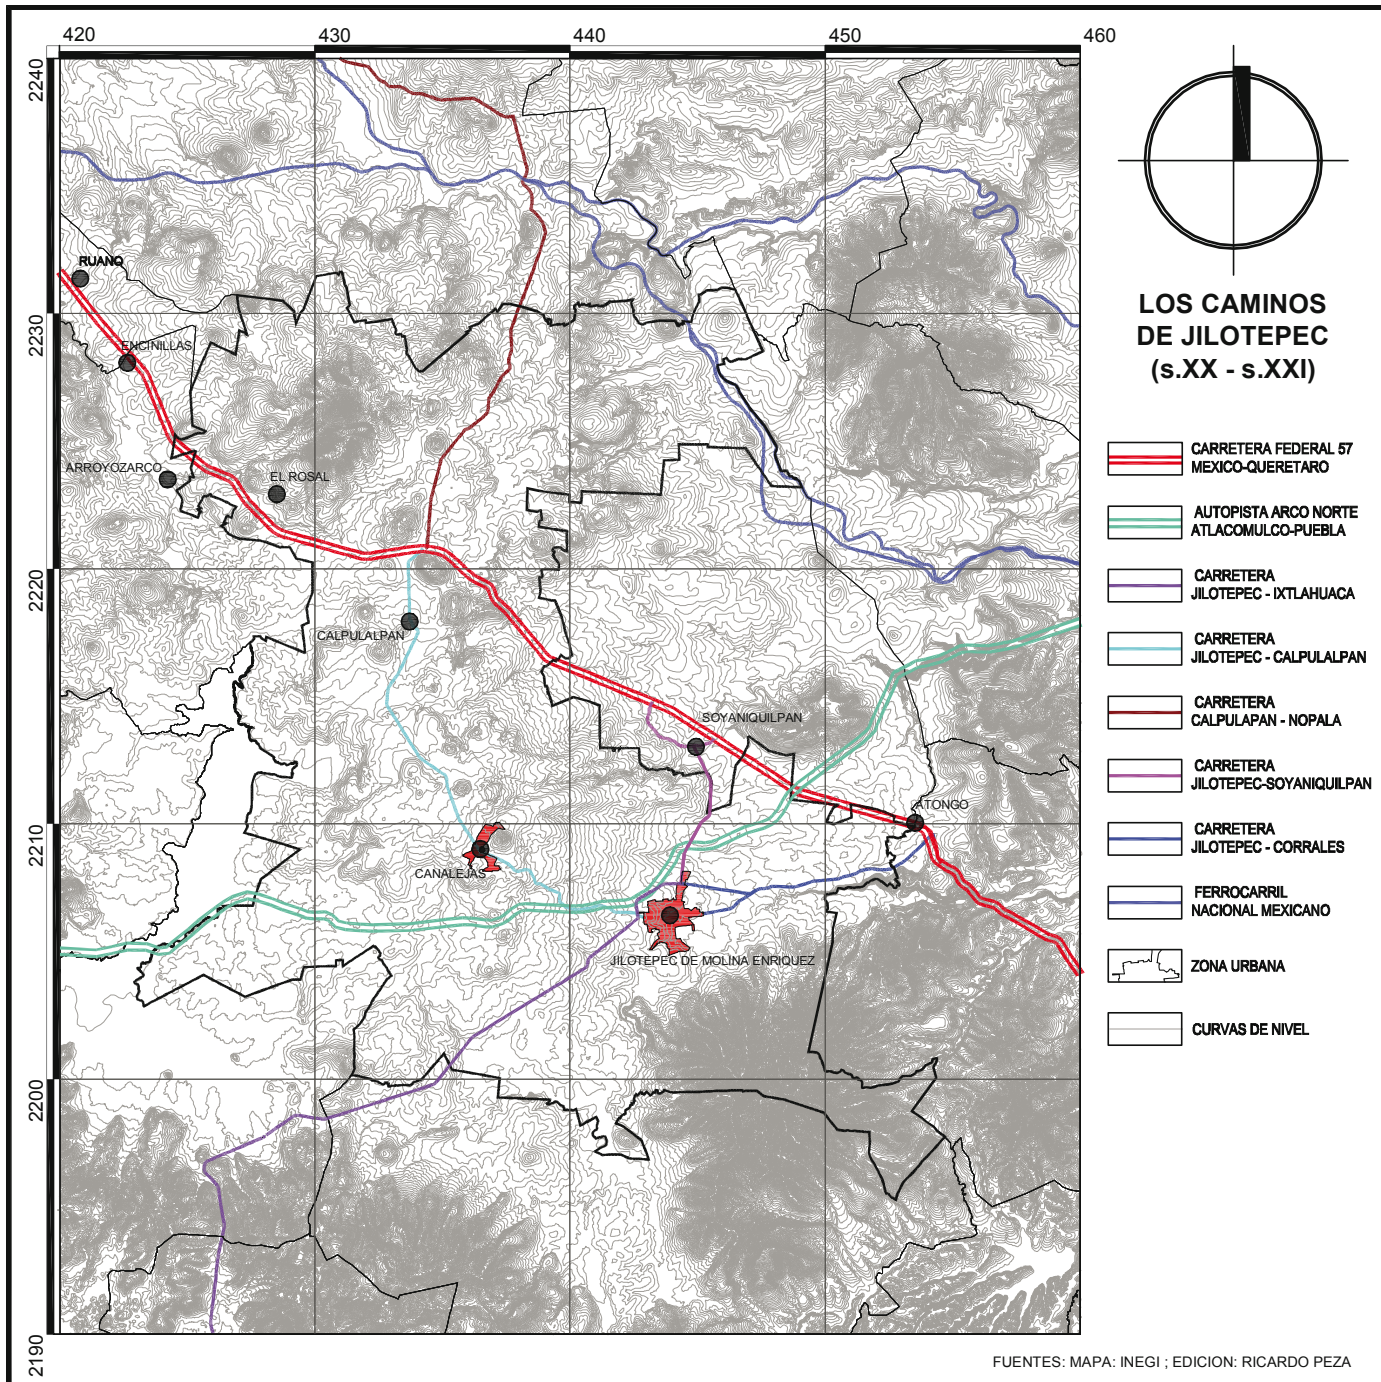 420
430
440
450
460
2240
2230
2220
2210
2200
2190
RUANO
ENCINILLAS
ARROYOZARCO
EL ROSAL
CALPULALPAN
SOYANIQUILPAN
ATONGO
CANALEJAS
JILOTEPEC DE MOLINA ENRIQUEZ
LOS CAMINOS
DE JILOTEPEC
(s.XX - s.XXI)
CARRETERA FEDERAL 57
MEXICO-QUERETARO
AUTOPISTA ARCO NORTE
ATLACOMULCO-PUEBLA
CARRETERA
JILOTEPEC - IXTLAHUACA
CARRETERA
JILOTEPEC - CALPULALPAN
CARRETERA
CALPULAPAN - NOPALA
CARRETERA
JILOTEPEC-SOYANIQUILPAN
CARRETERA
JILOTEPEC - CORRALES
FERROCARRIL
NACIONAL MEXICANO
ZONA URBANA
CURVAS DE NIVEL
FUENTES: MAPA: INEGI ; EDICION: RICARDO PEZA